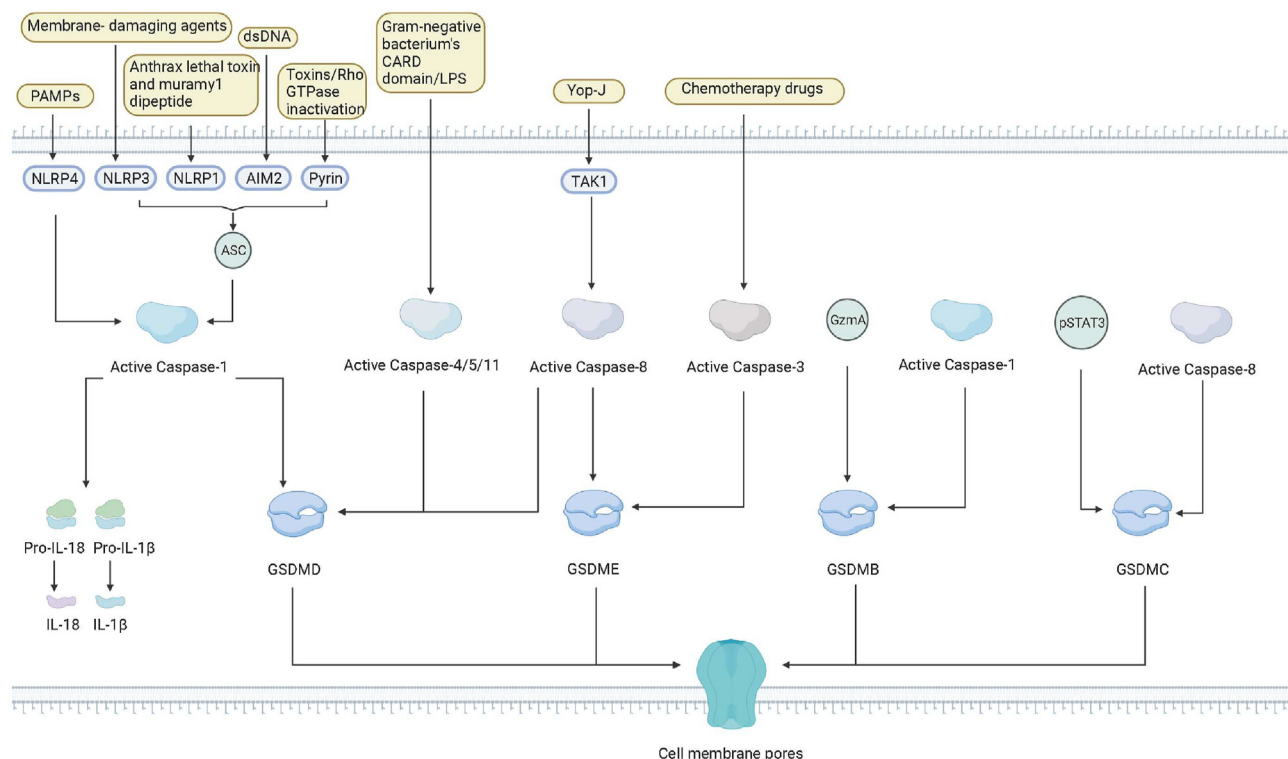 Membrane- damaging agents
dsDNA
Gram-negative
bacterium's
CARD
domain/LPS
Anthrax lethal toxin
and muramy1
dipeptide
Toxins/Rho
GTPase
inactivation
PAMPs
Yop-J
Chemotherapy drugs
NLRP4
NLRP3
NLRP1
AIM2
Pyrin
TAK1
ASC
GzmA
pSTAT3
Active Caspase-1
Active Caspase-4/5/11
Active Caspase-8
Active Caspase-3
Active Caspase-1
Active Caspase-8
Pro-IL-18
Pro-IL-1β
GSDMD
GSDME
GSDMB
GSDMC
IL-18
IL-1β
Cell membrane pores